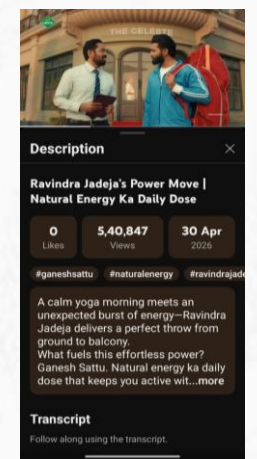 THE CELESTE
Description
Ravindra Jadeja's Power Move |
Natural Energy Ka Daily Dose
0
Likes
5,40,847
Views
30 Apr
2026
#ganeshsattu
#naturalenergy
#ravindrajade
A calm yoga morning meets an
unexpected burst of energy—Ravindra
Jadeja delivers a perfect throw from
ground to balcony.
What fuels this effortless power?
Ganesh Sattu. Natural energy ka daily
dose that keeps you active wit...more
Transcript
Follow along using the transcript.